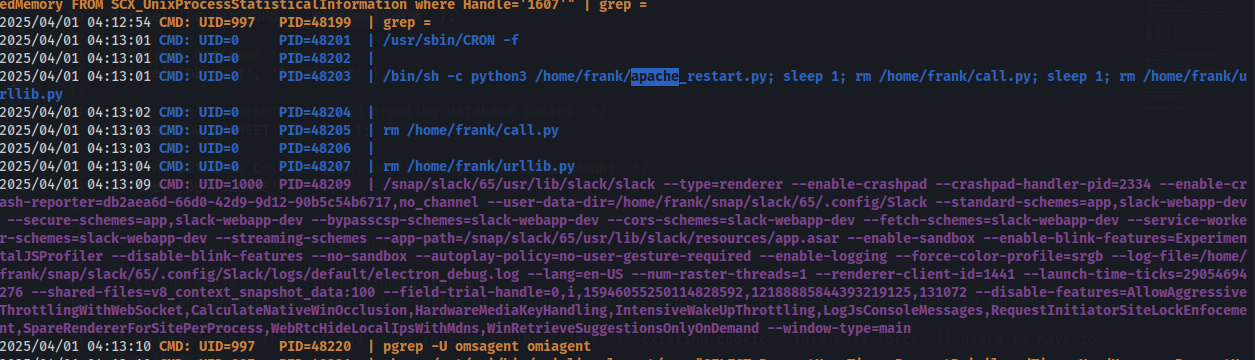 edMemory FROM SCX_UnixProcessStatisticalInformation where Handle='1607'" | grep =
2025/04/01 04:12:54 CMD: UID=997   PID=48199  | grep =
2025/04/01 04:13:01 CMD: UID=0     PID=48201  | /usr/sbin/CRON -f
2025/04/01 04:13:01 CMD: UID=0     PID=48202  |
2025/04/01 04:13:01 CMD: UID=0     PID=48203  | /bin/sh -c python3 /home/frank/apache_restart.py; sleep 1; rm /home/frank/call.py; sleep 1; rm /home/frank/u
rllib.py
2025/04/01 04:13:02 CMD: UID=0     PID=48204  |
2025/04/01 04:13:03 CMD: UID=0     PID=48205  | rm /home/frank/call.py
2025/04/01 04:13:03 CMD: UID=0     PID=48206  |
2025/04/01 04:13:04 CMD: UID=0     PID=48207  | rm /home/frank/urllib.py
2025/04/01 04:13:09 CMD: UID=1000  PID=48209  | /snap/slack/65/usr/lib/slack/slack --type=renderer --enable-crashpad --crashpad-handler-pid=2334 --enable-cr
ash-reporter=db2aea6d-66d0-42d9-9d12-90b5c54b6717,no_channel --user-data-dir=/home/frank/snap/slack/65/.config/Slack --standard-schemes=app,slack-webapp-dev
--secure-schemes=app,slack-webapp-dev --bypasscsp-schemes=slack-webapp-dev --cors-schemes=slack-webapp-dev --fetch-schemes=slack-webapp-dev --service-worke
r-schemes=slack-webapp-dev --streaming-schemes --app-path=/snap/slack/65/usr/lib/slack/resources/app.asar --enable-sandbox --enable-blink-features=Experimen
talJSProfiler --disable-blink-features --no-sandbox --autoplay-policy=no-user-gesture-required --enable-logging --force-color-profile=srgb --log-file=/home/
frank/snap/slack/65/.config/Slack/logs/default/electron_debug.log --lang=en-US --num-raster-threads=1 --renderer-client-id=1441 --launch-time-ticks=29054694
276 --shared-files=v8_context_snapshot_data:100 --field-trial-handle=0,i,15946055250114828592,12188885844393219125,131072 --disable-features=AllowAggressive
ThrottlingWithWebSocket,CalculateNativeWinOcclusion,HardwareMediaKeyHandling,IntensiveWakeUpThrottling,LogJsConsoleMessages,RequestInitiatorSiteLockEnforceme
nt,SpareRendererForSitePerProcess,WebRtcHideLocalIpsWithMdns,WinRetrieveSuggestionsOnlyOnDemand --window-type=main
2025/04/01 04:13:10 CMD: UID=997   PID=48220  | pgrep -U omsagent omiagent